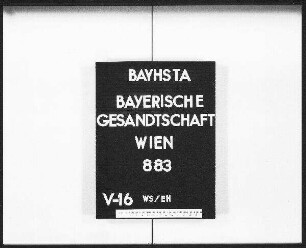 BAYHSTA
BAYERISCHE
GESANDTSCHAFT
WIEN
883
V-16 WS/EH